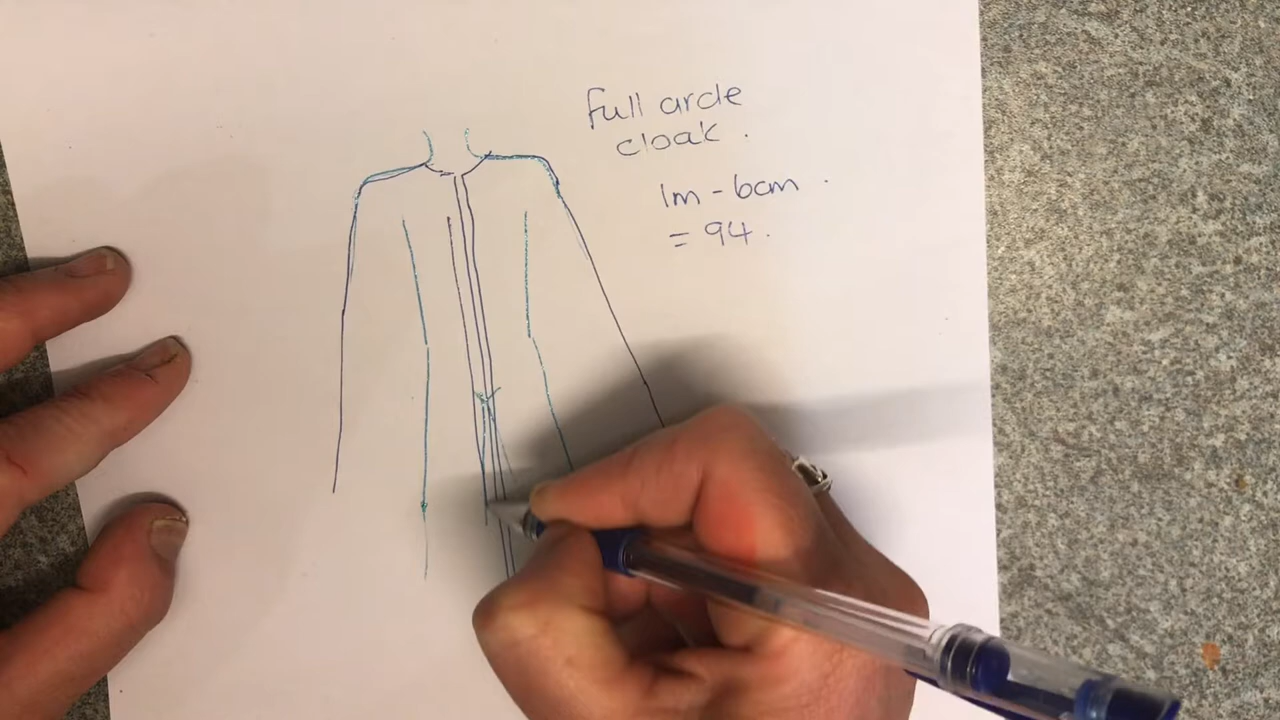 Full circle
cloak.
1m - 6cm.
= 94.